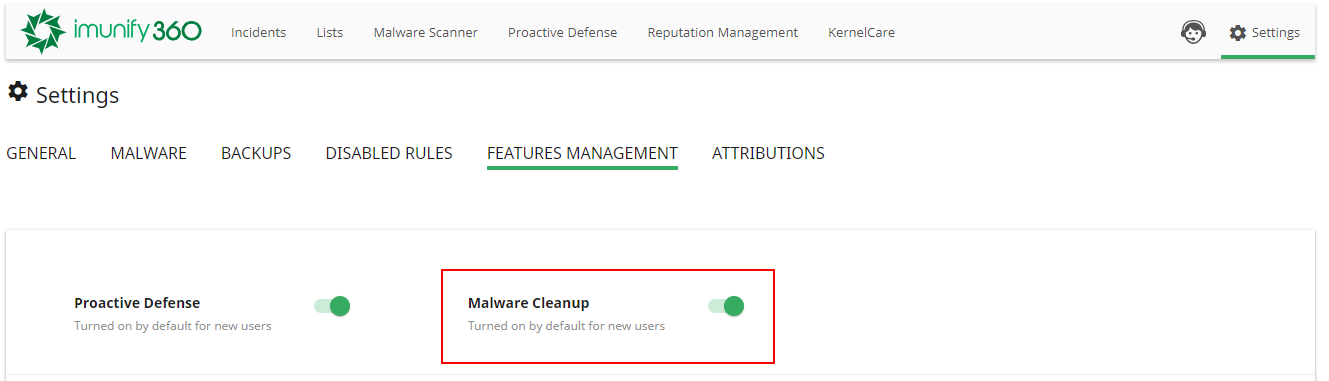 imunify360 Incidents Lists Malware Scanner Proactive Defense Reputation Management KernelCare Settings
Settings
GENERAL MALWARE BACKUPS DISABLED RULES FEATURES MANAGEMENT ATTRIBUTIONS
Proactive Defense Malware Cleanup
Turned on by default for new users Turned on by default for new users